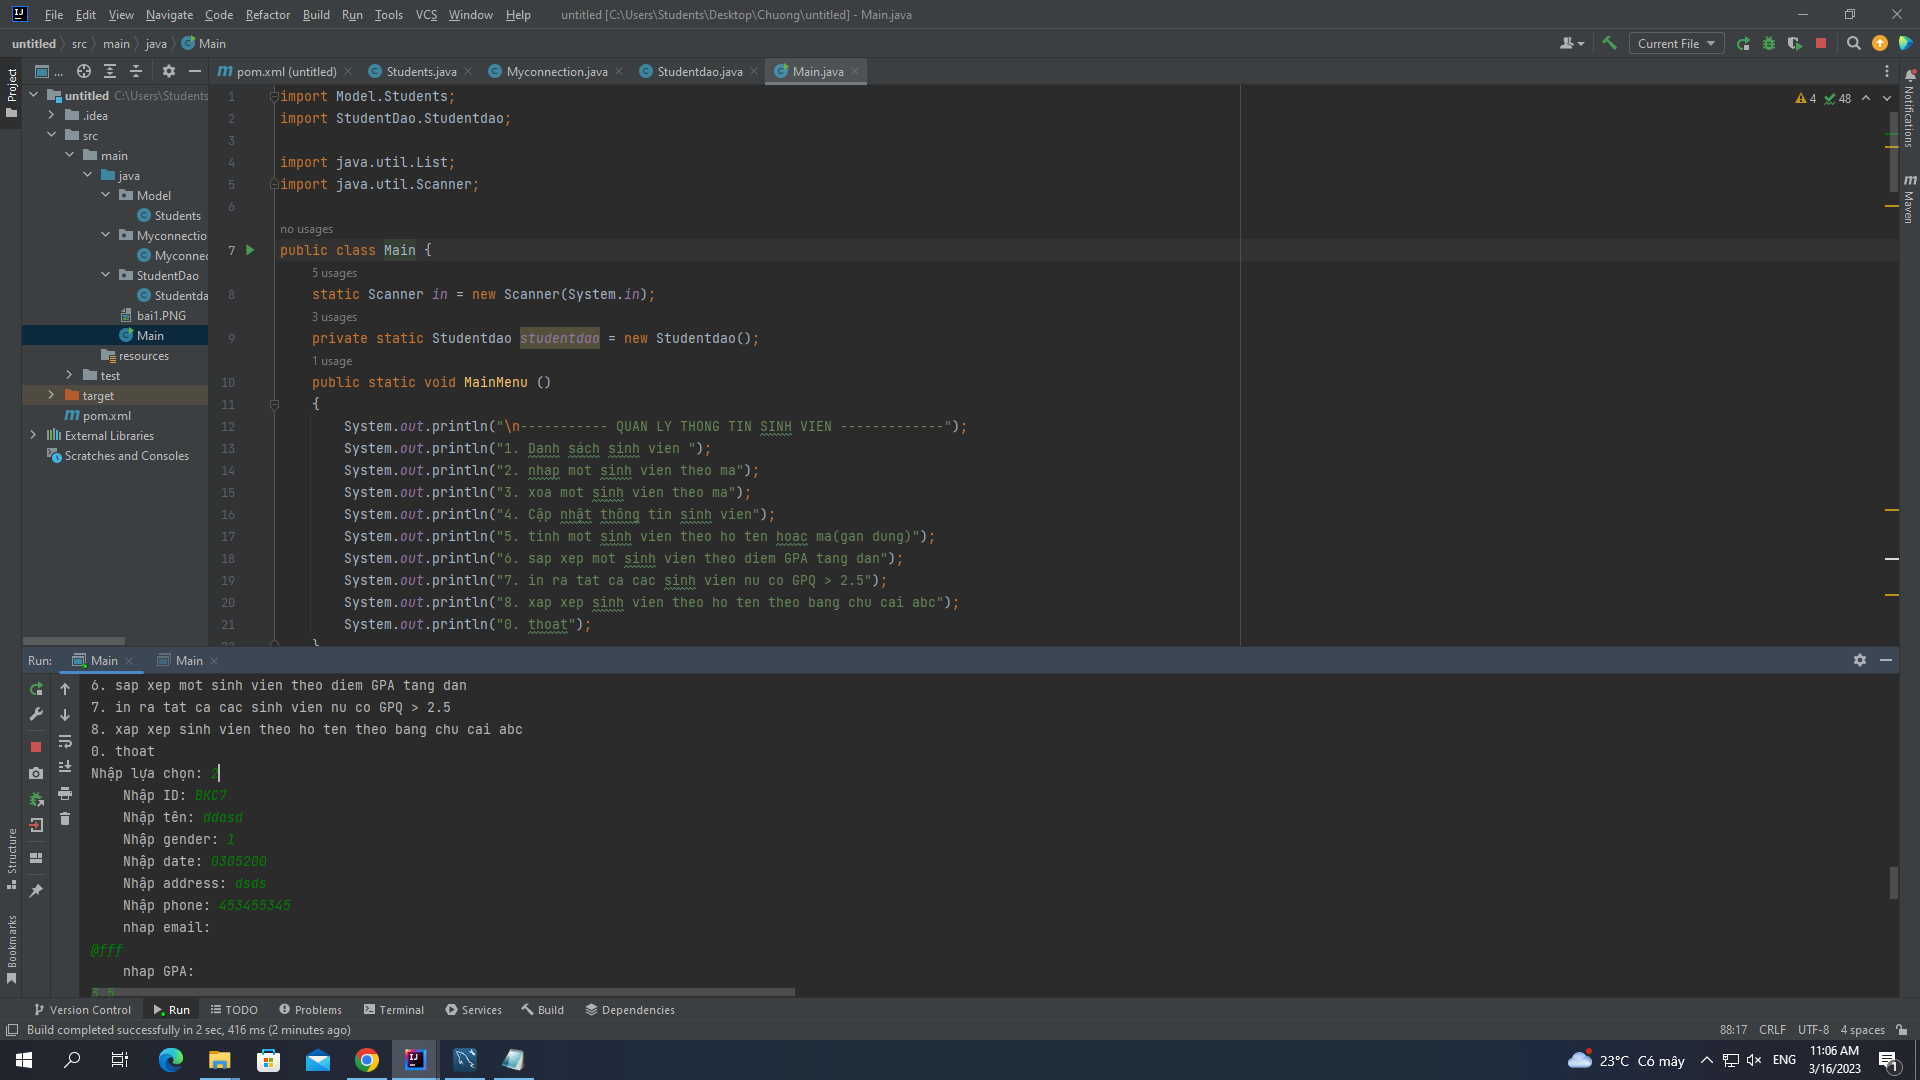 File Edit View Navigate Code Refactor Build Run Tools VCS Window Help untitled [C:\Users\Students\Desktop\Chuong\untitled] - Main.java
untitled src main java Main
Current File
Project
...
pom.xml (untitled) Students.java Myconnection.java Studentdao.java Main.java
untitled C:\Users\Students
.idea
src
main
java
Model
Students
Myconnectio
Myconnec
StudentDao
Studentda
bai1.PNG
Main
resources
test
target
pom.xml
External Libraries
Scratches and Consoles
4 48
Notifications
Maven
1 import Model.Students;
2 import StudentDao.Studentdao;
3
4 import java.util.List;
5 import java.util.Scanner;
6
no usages
7 public class Main {
5 usages
8 static Scanner in = new Scanner(System.in);
3 usages
9 private static Studentdao studentdao = new Studentdao();
1 usage
10 public static void MainMenu ()
11 {
12 System.out.println("\n----------- QUAN LY THONG TIN SINH VIEN -------------");
13 System.out.println("1. Danh sách sinh vien ");
14 System.out.println("2. nhap mot sinh vien theo ma");
15 System.out.println("3. xoa mot sinh vien theo ma");
16 System.out.println("4. Cập nhật thông tin sinh vien");
17 System.out.println("5. tinh mot sinh vien theo ho ten hoac ma(gan dung)");
18 System.out.println("6. sap xep mot sinh vien theo diem GPA tang dan");
19 System.out.println("7. in ra tat ca cac sinh vien nu co GPQ > 2.5");
20 System.out.println("8. xap xep sinh vien theo ho ten theo bang chu cai abc");
21 System.out.println("0. thoat");
22 }
Run: Main Main
6. sap xep mot sinh vien theo diem GPA tang dan
7. in ra tat ca cac sinh vien nu co GPQ > 2.5
8. xap xep sinh vien theo ho ten theo bang chu cai abc
0. thoat
Nhập lựa chọn: 2
Nhập ID: BKC7
Nhập tên: ddasd
Nhập gender: 1
Nhập date: 0305200
Nhập address: dsds
Nhập phone: 453455345
nhap email:
@fff
nhap GPA:
Structure
Bookmarks
Version Control Run TODO Problems Terminal Services Build Dependencies
Build completed successfully in 2 sec, 416 ms (2 minutes ago) 88:17 CRLF UTF-8 4 spaces
23°C Có mây ENG 11:06 AM
3/16/2023
1